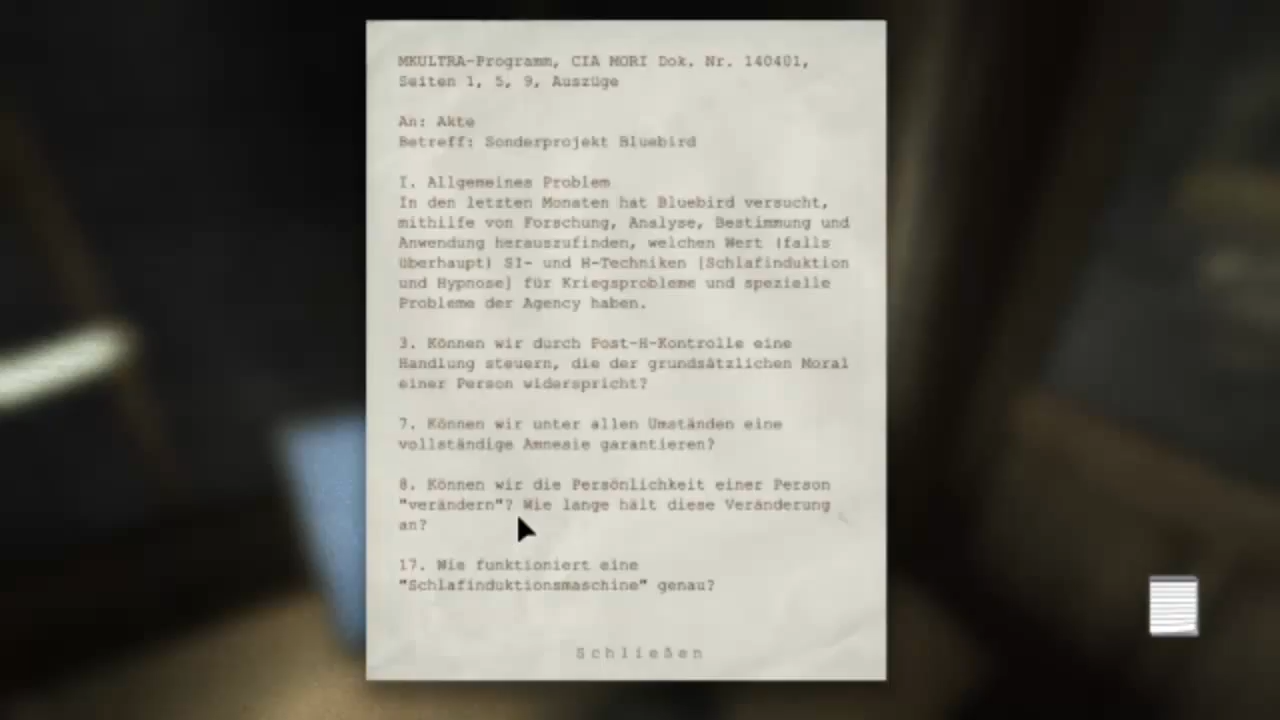 MKULTRA-Programm, CIA MORI Dok. Nr. 140401,
Seiten 1, 5, 9, Auszüge
An: Akte
Betreff: Sonderprojekt Bluebird
I. Allgemeines Problem
In den letzten Monaten hat Bluebird versucht,
mithilfe von Forschung, Analyse, Bestimmung und
Anwendung herauszufinden, welchen Wert (falls
überhaupt) SI- und H-Techniken [Schlafinduktion
und Hypnose] für Kriegsprobleme und spezielle
Probleme der Agency haben.
3. Können wir durch Post-H-Kontrolle eine
Handlung steuern, die der grundsätzlichen Moral
einer Person widerspricht?
7. Können wir unter allen Umständen eine
vollständige Amnesie garantieren?
8. Können wir die Persönlichkeit einer Person
"verändern"? Wie lange hält diese Veränderung
an?
17. Wie funktioniert eine
"Schlafinduktionsmaschine" genau?
Schließen